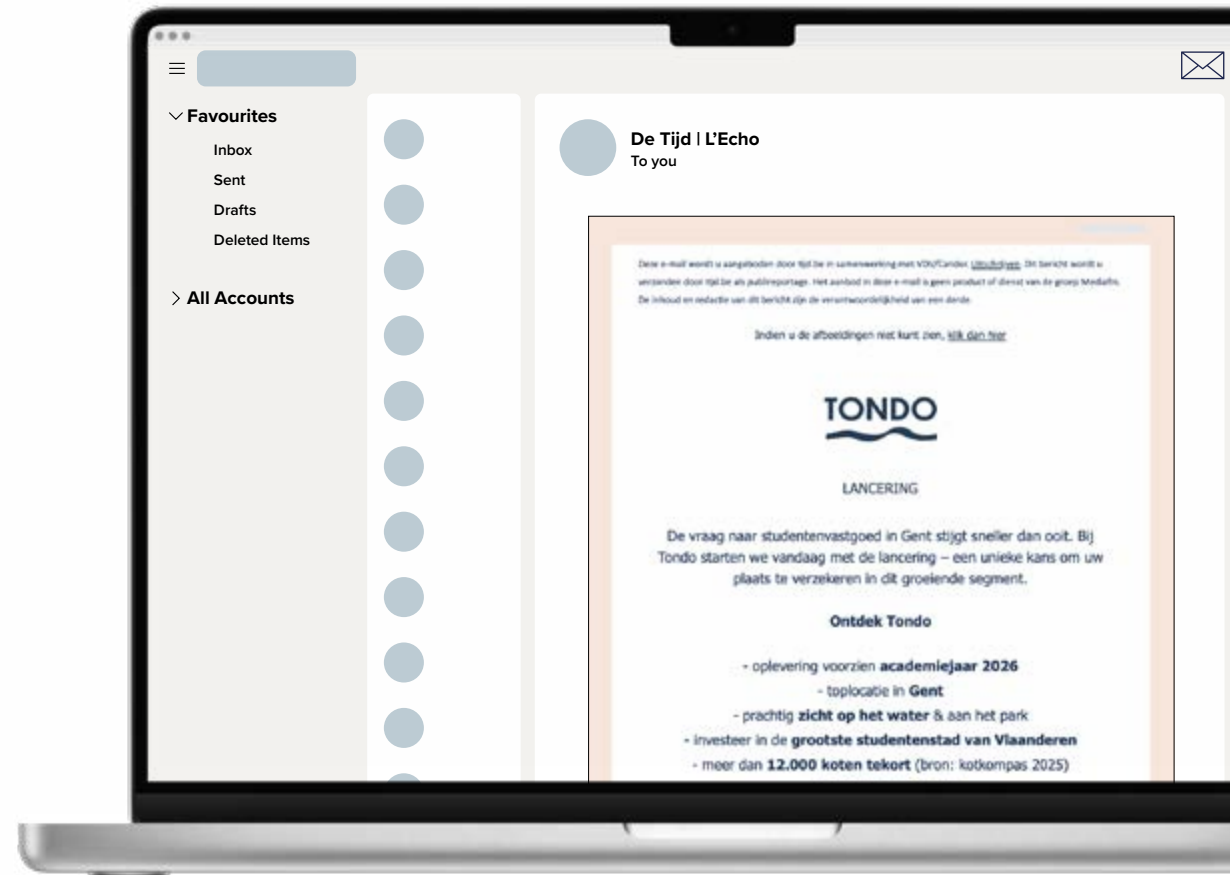 Favourites
Inbox
Sent
Drafts
Deleted Items
All Accounts
De Tijd | L’Echo
To you
Deze e-mail wordt u aangeboden door tijd.be in samenwerking met VDV/Candor. Uitschrijven. Dit bericht wordt u
verzonden door tijd.be als publireportage. Het aanbod in deze e-mail is geen product of dienst van de groep Mediafin.
De inhoud en redactie van dit bericht zijn de verantwoordelijkheid van een derde.
Indien u de afbeeldingen niet kunt zien, klik dan hier
TONDO
LANCERING
De vraag naar studentenvastgoed in Gent stijgt sneller dan ooit. Bij
Tondo starten we vandaag met de lancering – een unieke kans om uw
plaats te verzekeren in dit groeiende segment.
Ontdek Tondo
- oplevering voorzien academiejaar 2026
- toplocatie in Gent
- prachtig zicht op het water & aan het park
- investeer in de grootste studentenstad van Vlaanderen
- meer dan 12.000 koten tekort (bron: kotkompas 2025)